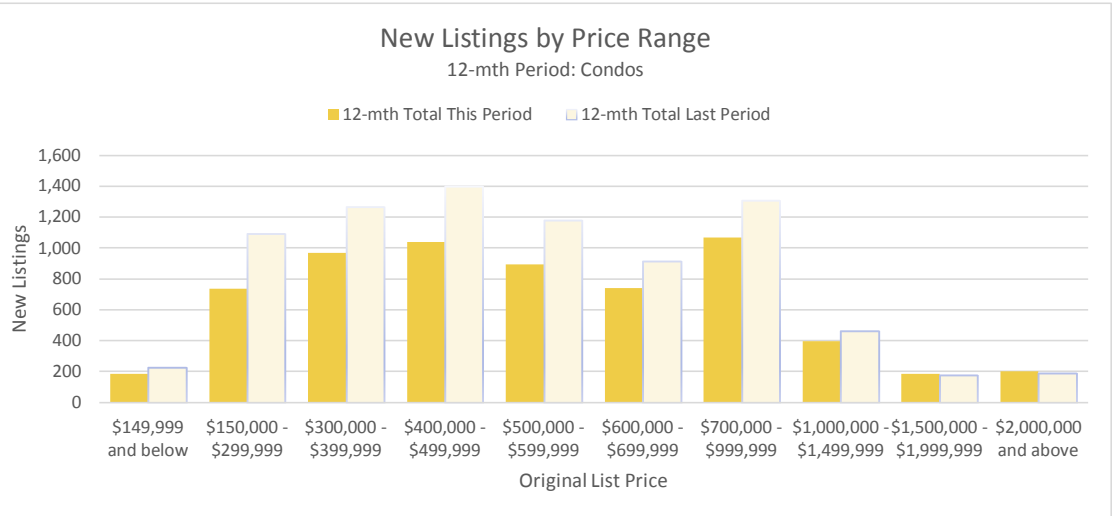 New Listings by Price Range
12-mth Period: Condos
12-mth Total This Period
12-mth Total Last Period
1,600
1,400
1,200
1,000
800
600
400
200
0
New Listings
$149,999 and below
$150,000 - $299,999
$300,000 - $399,999
$400,000 - $499,999
$500,000 - $599,999
$600,000 - $699,999
$700,000 - $999,999
$1,000,000 - $1,499,999
$1,500,000 - $1,999,999
$2,000,000 and above
Original List Price